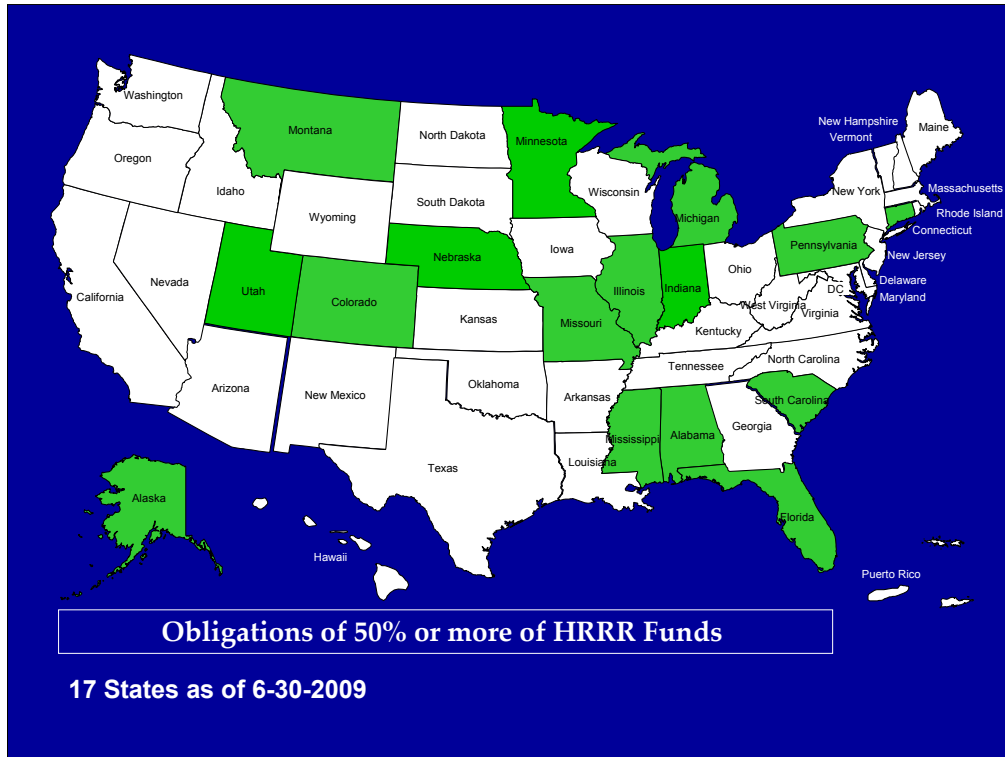 Washington
Oregon
California
Nevada
Idaho
Montana
Wyoming
Utah
Colorado
Arizona
New Mexico
North Dakota
South Dakota
Nebraska
Kansas
Oklahoma
Texas
Minnesota
Iowa
Missouri
Arkansas
Louisiana
Wisconsin
Illinois
Michigan
Indiana
Ohio
Kentucky
Tennessee
Mississippi
Alabama
Georgia
Florida
South Carolina
North Carolina
Virginia
West Virginia
DC
Pennsylvania
New York
New Hampshire
Vermont
Maine
Massachusetts
Rhode Island
Connecticut
New Jersey
Delaware
Maryland
Alaska
Hawaii
Puerto Rico
Obligations of 50% or more of HRRR Funds
17 States as of 6-30-2009